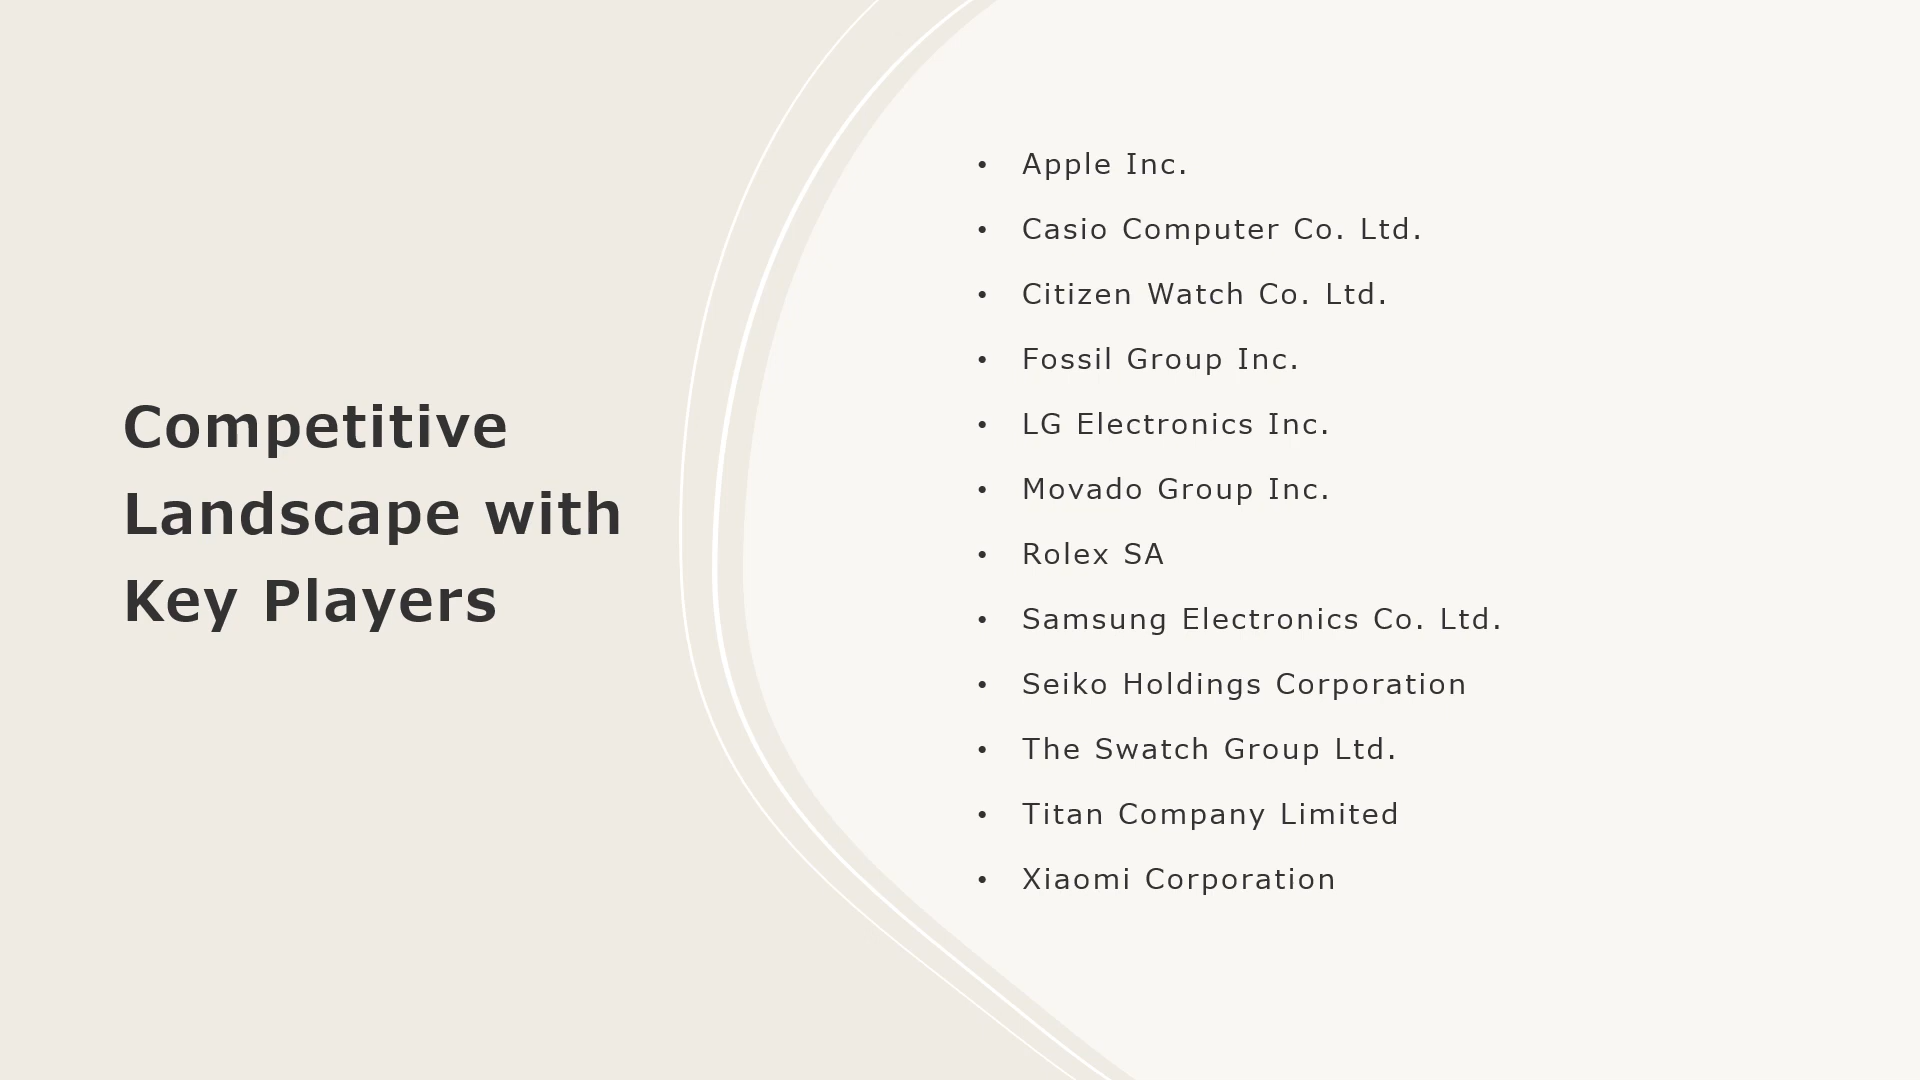 Competitive
Landscape with
Key Players
• Apple Inc.
• Casio Computer Co. Ltd.
• Citizen Watch Co. Ltd.
• Fossil Group Inc.
• LG Electronics Inc.
• Movado Group Inc.
• Rolex SA
• Samsung Electronics Co. Ltd.
• Seiko Holdings Corporation
• The Swatch Group Ltd.
• Titan Company Limited
• Xiaomi Corporation